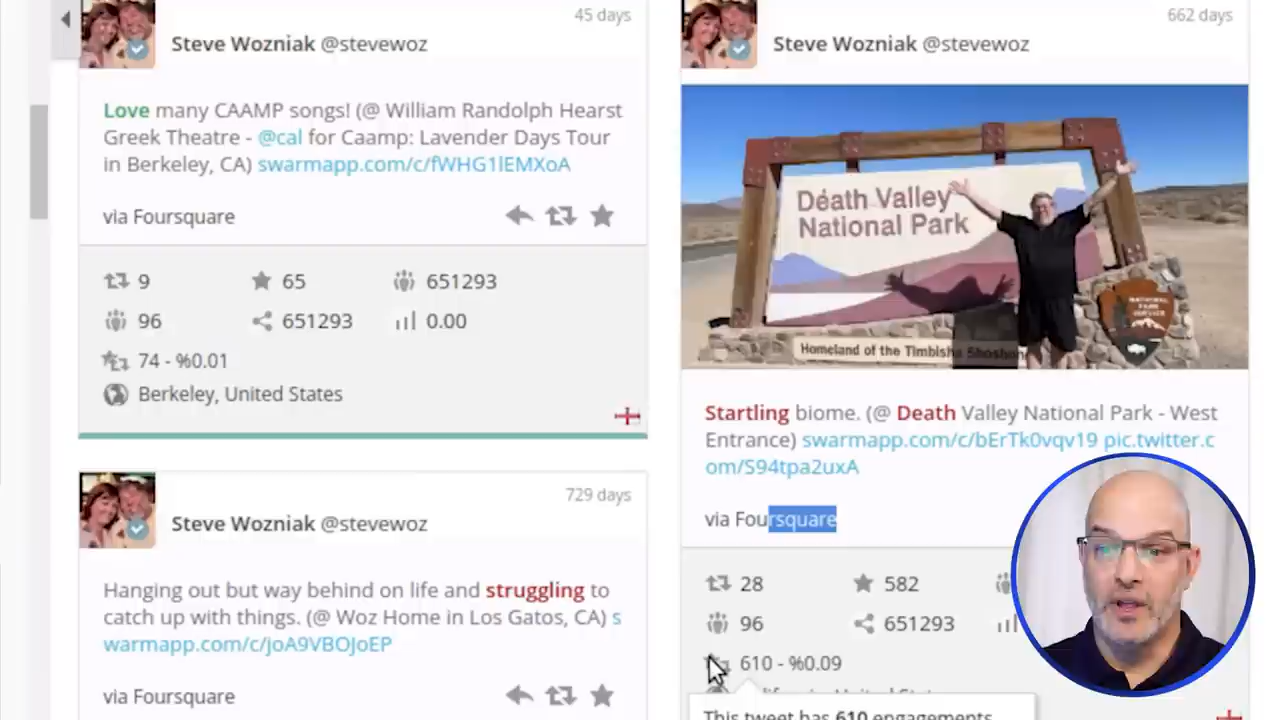 45 days
Steve Wozniak @stevewoz
Love many CAAMP songs! (@ William Randolph Hearst
Greek Theatre - @cal for Caamp: Lavender Days Tour
in Berkeley, CA) swarmapp.com/c/fWHG1lEMXoA
via Foursquare
9 65 651293
96 651293 0.00
74 - %0.01
Berkeley, United States
729 days
Steve Wozniak @stevewoz
Hanging out but way behind on life and struggling to
catch up with things. (@ Woz Home in Los Gatos, CA) s
warmapp.com/c/joA9VBOJoEP
via Foursquare
662 days
Steve Wozniak @stevewoz
Death Valley
National Park
NATIONAL
PARK
SERVICE
Homeland of the Timbisha Shoshone
Startling biome. (@ Death Valley National Park - West
Entrance) swarmapp.com/c/bErTk0vqv19 pic.twitter.c
om/S94tpa2uxA
via Foursquare
28 582
96 651293
610 - %0.09
This tweet has 610 engagements